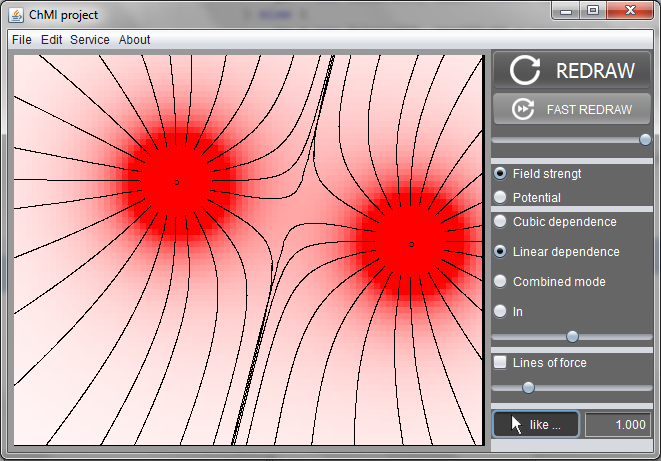 ChMI project
File Edit Service About
REDRAW
FAST REDRAW
Field strengt
Potential
Cubic dependence
Linear dependence
Combined mode
In
Lines of force
like ...
1.000